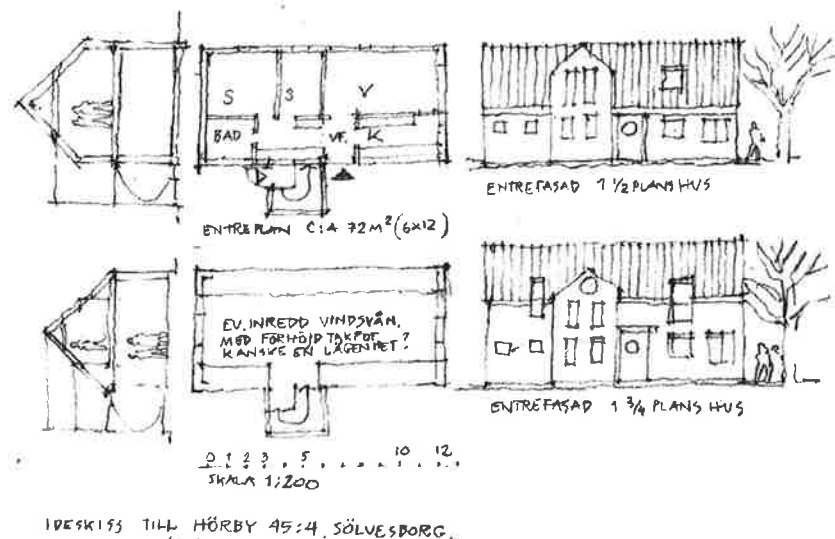 S
S
V
BAD
VF.
K
ENTREPLAN C:A 72M² (6x12)
ENTREFASAD 1 1/2 PLANS HUS
EV. INREDD VINDSVÅN,
MED FÖRHÖJD TAKFOT
KANSKE EN LÄGENHET?
ENTREFASAD 1 3/4 PLANS HUS
0 1 2 3 5 10 12
SKALA 1:200
IDESKISS TILL HÖRBY 45:4, SÖLVESBORG.